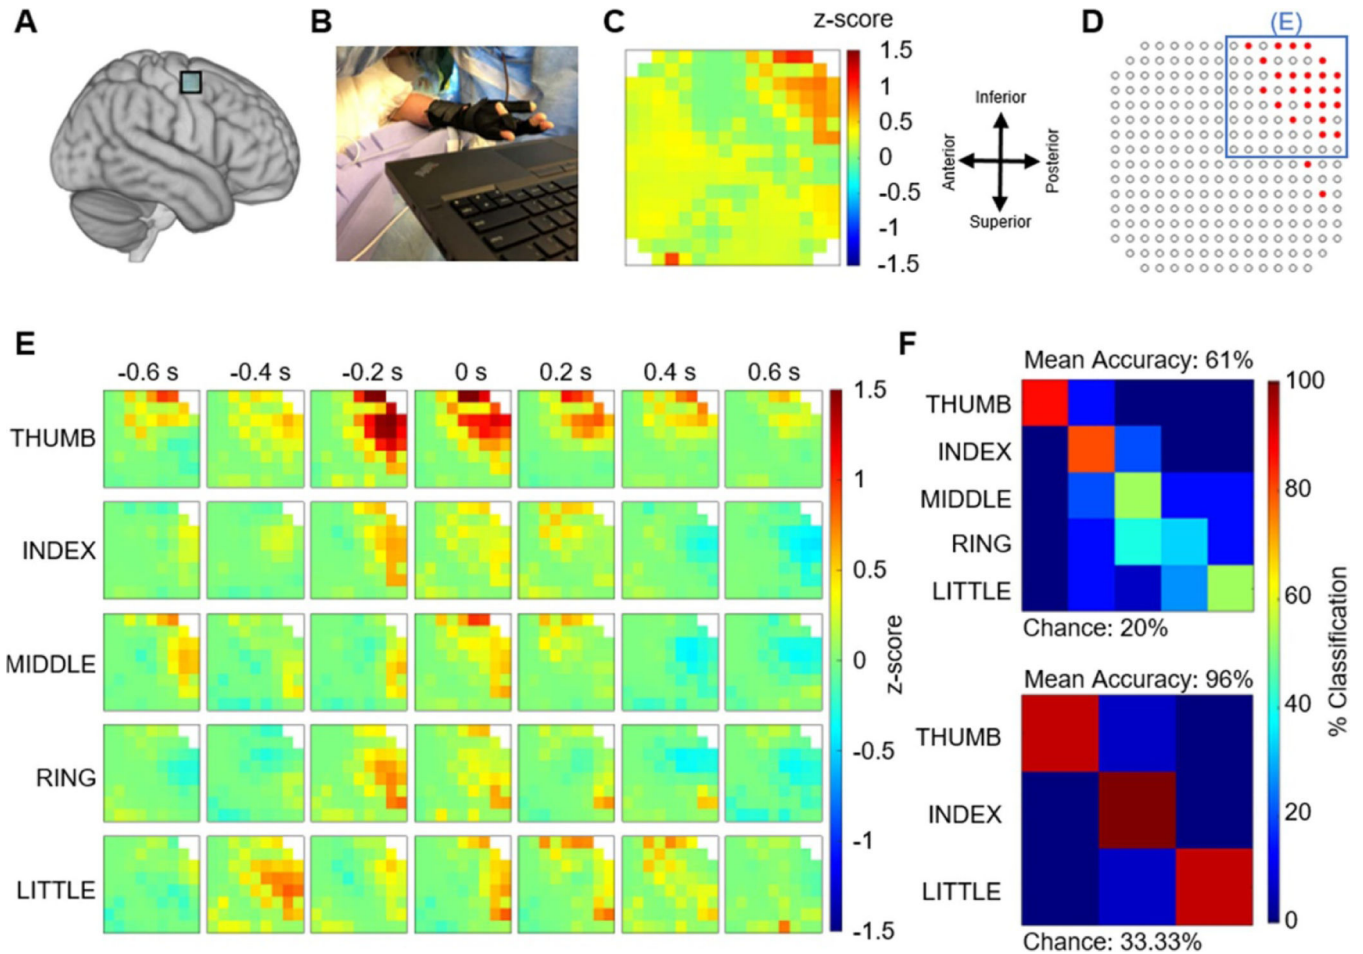 A
B
C
z-score
1.5
1
0.5
0
-0.5
-1
-1.5
Inferior
Anterior
Posterior
Superior
D
(E)
E
-0.6 s -0.4 s -0.2 s 0 s 0.2 s 0.4 s 0.6 s
THUMB
INDEX
MIDDLE
RING
LITTLE
1.5
1
0.5
0
-0.5
-1
-1.5
z-score
F
Mean Accuracy: 61%
THUMB
INDEX
MIDDLE
RING
LITTLE
Chance: 20%
Mean Accuracy: 96%
THUMB
INDEX
LITTLE
Chance: 33.33%
100
80
60
40
20
0
% Classification